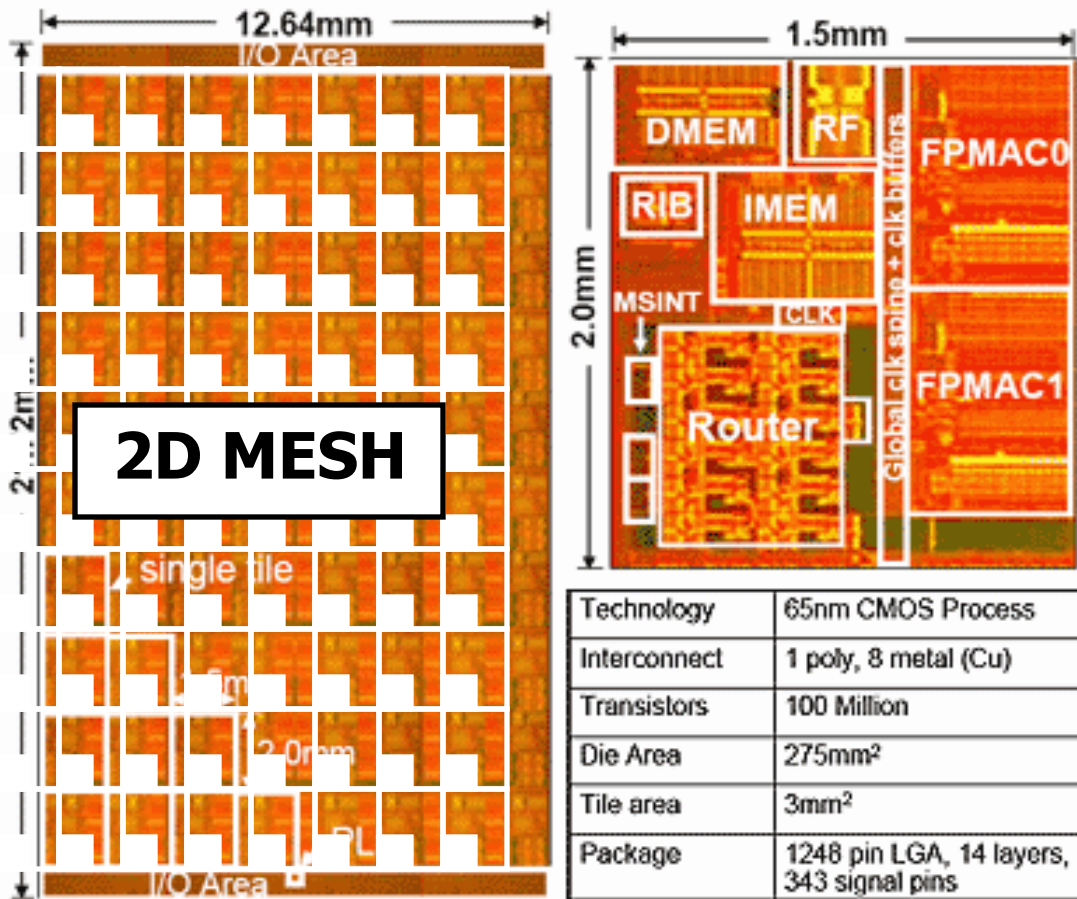 12.64mm
I/O Area
2D MESH
single tile
2.0mm
I/O Area
1.5mm
2.0mm
DMEM
RF
FPMAC0
RIB
IMEM
MSINT
CLK
Global clk spine + clk buffers
Router
FPMAC1
Technology 65nm CMOS Process
Interconnect 1 poly, 8 metal (Cu)
Transistors 100 Million
Die Area 275mm²
Tile area 3mm²
Package 1248 pin LGA, 14 layers,
343 signal pins